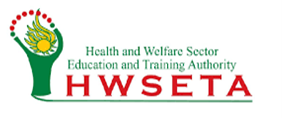 Health and Welfare Sector
Education and Training Authority
HWSETA